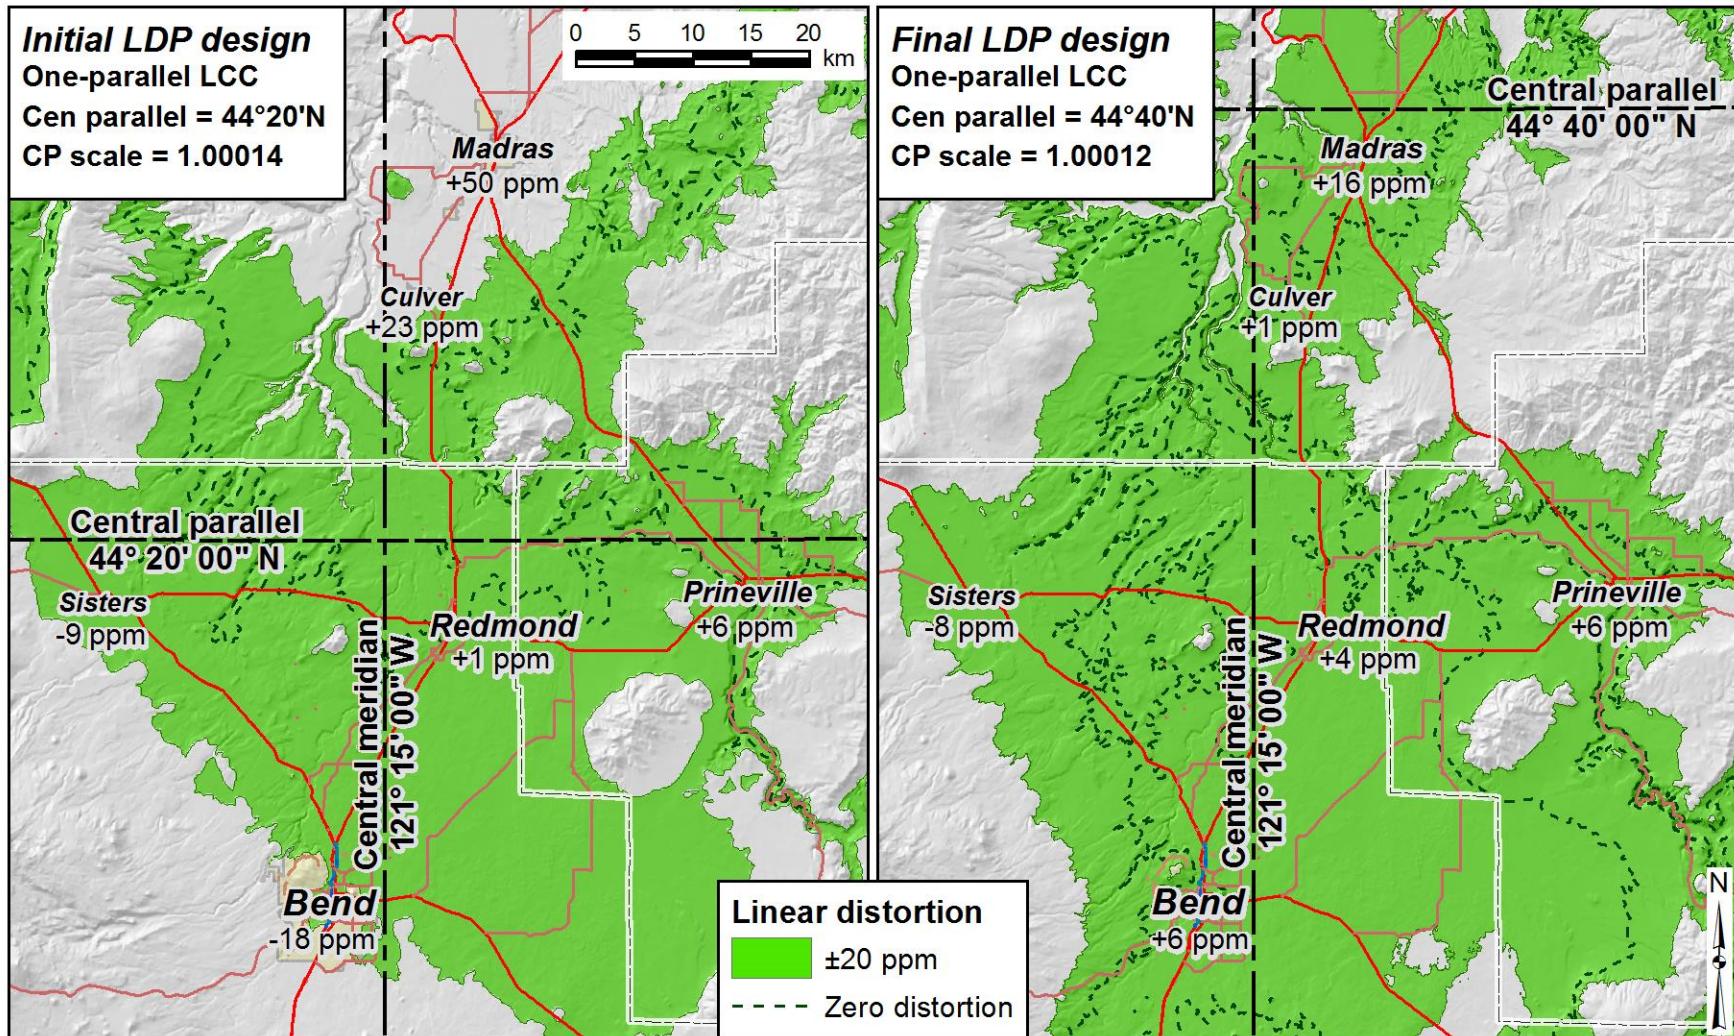 Initial LDP design
One-parallel LCC
Cen parallel = 44°20'N
CP scale = 1.00014
0 5 10 15 20
km
Madras
+50 ppm
Culver
+23 ppm
Central parallel
44° 20' 00" N
Sisters
-9 ppm
Redmond
+1 ppm
Prineville
+6 ppm
Central meridian
121° 15' 00" W
Bend
-18 ppm
Final LDP design
One-parallel LCC
Cen parallel = 44°40'N
CP scale = 1.00012
Central parallel
44° 40' 00" N
Madras
+16 ppm
Culver
+1 ppm
Sisters
-8 ppm
Redmond
+4 ppm
Prineville
+6 ppm
Central meridian
121° 15' 00" W
Bend
+6 ppm
Linear distortion
±20 ppm
Zero distortion
N